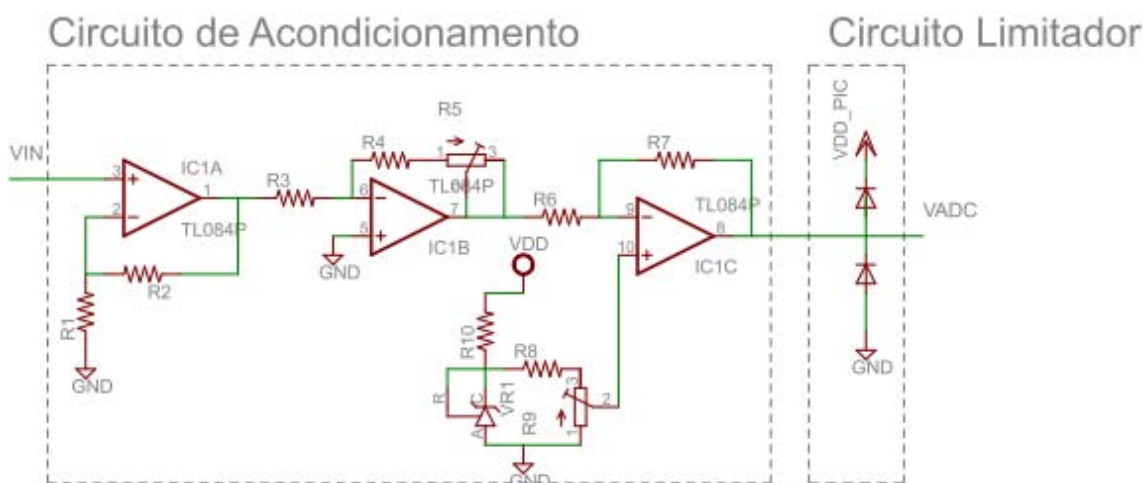 Circuito de Acondicionamento
Circuito Limitador
VIN
3
2
1
IC1A
TL084P
R2
R1
GND
R3
R4
R5
1
3
TL084P
6
5
7
IC1B
GND
R6
R7
TL084P
9
10
8
IC1C
VDD
R10
R8
R
C
A
VR1
R9
3
2
1
GND
VDD_PIC
VADC
GND